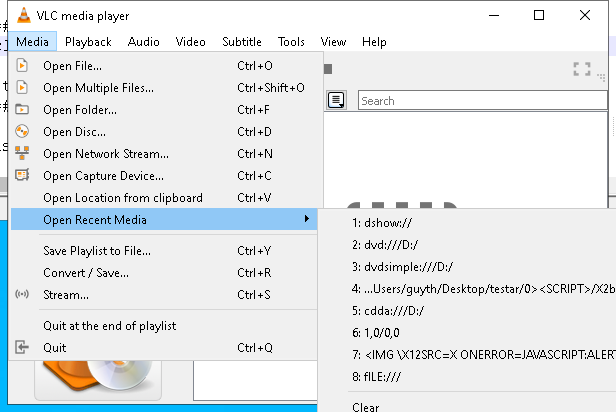 VLC media player
Media Playback Audio Video Subtitle Tools View Help
Open File... Ctrl+O
Open Multiple Files... Ctrl+Shift+O
Open Folder... Ctrl+F
Open Disc... Ctrl+D
Open Network Stream... Ctrl+N
Open Capture Device... Ctrl+C
Open Location from clipboard Ctrl+V
Open Recent Media
Save Playlist to File... Ctrl+Y
Convert / Save... Ctrl+R
Stream... Ctrl+S
Quit at the end of playlist
Quit Ctrl+Q
Search
1: dshow://
2: dvd:///D:/
3: dvdsimple:///D:/
4: ...Users/guyth/Desktop/testar/0><SCRIPT>/X2b
5: cdda:///D:/
6: 1,0/0,0
7: <IMG \X12SRC=X ONERROR=JAVASCRIPT:ALERT
8: fILE:///
Clear